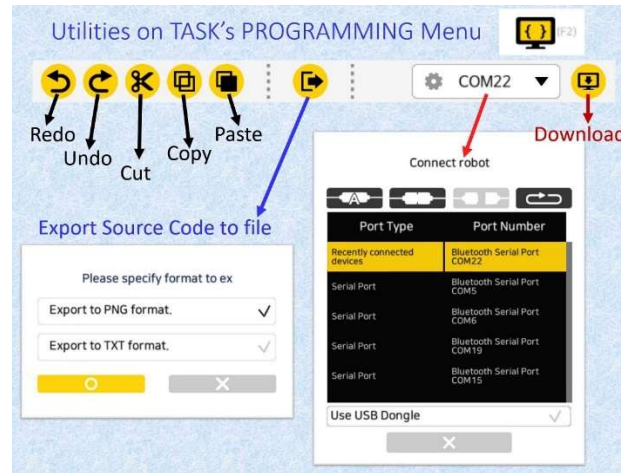 Utilities on TASK's PROGRAMMING Menu
{ } (F2)
COM22
Redo
Undo
Cut
Copy
Paste
Download
Export Source Code to file
Please specify format to ex
Export to PNG format.
Export to TXT format.
Connect robot
A
Port Type Port Number
Recently connected devices Bluetooth Serial Port COM22
Serial Port Bluetooth Serial Port COM5
Serial Port Bluetooth Serial Port COM6
Serial Port Bluetooth Serial Port COM19
Serial Port Bluetooth Serial Port COM15
Use USB Dongle